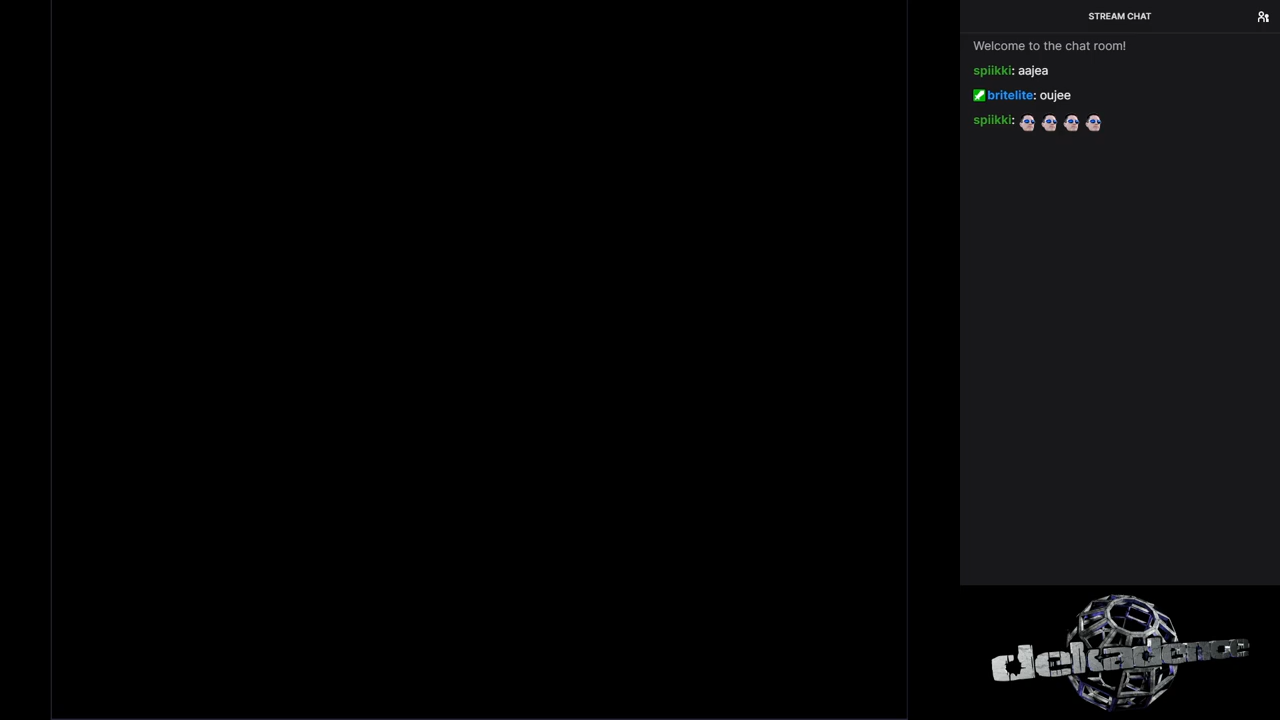 STREAM CHAT
Welcome to the chat room!
spiikki: aajea
britelite: oujee
spiikki:
dekadence